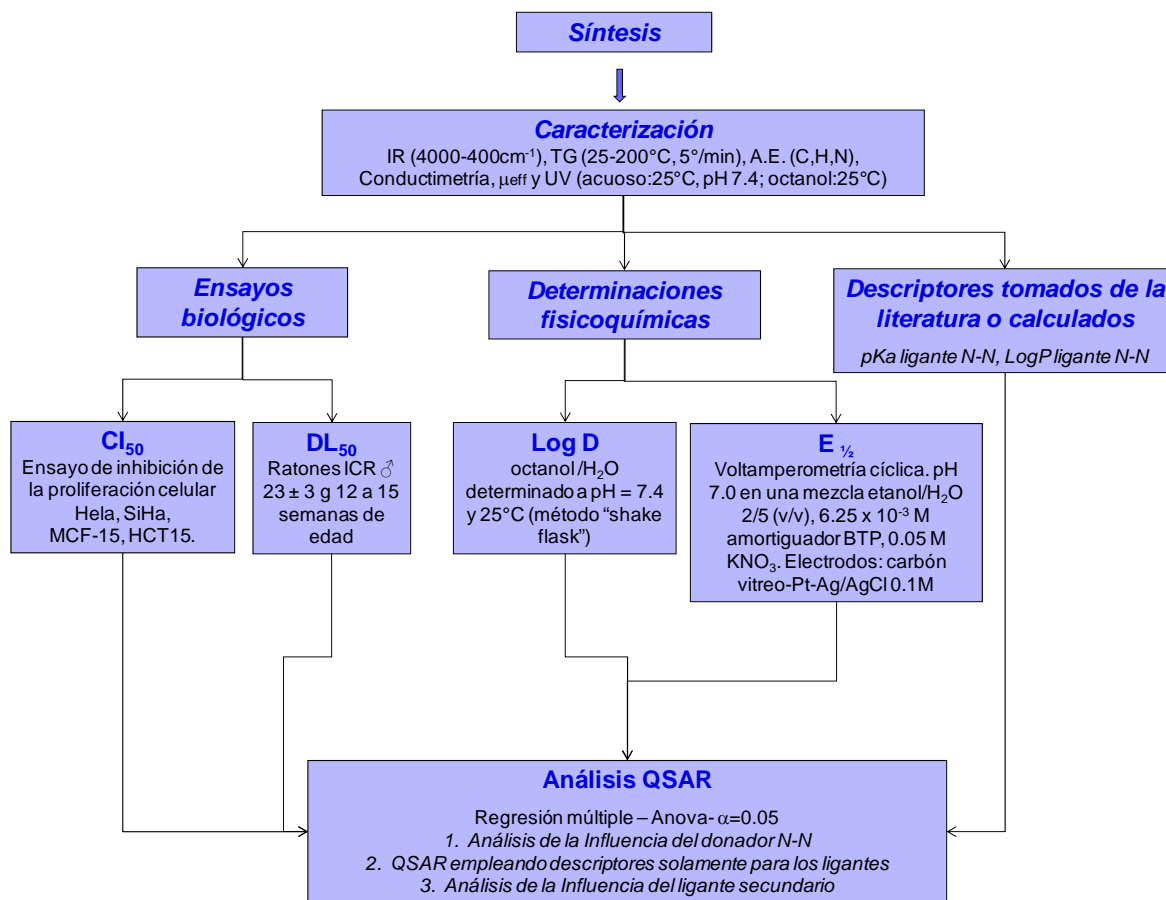 Síntesis
Caracterización
IR (4000-400cm⁻¹), TG (25-200°C, 5°/min), A.E. (C,H,N),
Conductimetría, μeff y UV (acuoso:25°C, pH 7.4; octanol:25°C)
Ensayos
biológicos
Determinaciones
fisicoquímicas
Descriptores tomados de la
literatura o calculados
pKa ligante N-N, LogP ligante N-N
CI₅₀
Ensayo de inhibición de
la proliferación celular
Hela, SiHa,
MCF-15, HCT15.
DL₅₀
Ratones ICR ♂
23 ± 3 g 12 a 15
semanas de
edad
Log D
octanol /H₂O
determinado a pH = 7.4
y 25°C (método “shake
flask”)
E ½
Voltamperometría cíclica. pH
7.0 en una mezcla etanol/H₂O
2/5 (v/v), 6.25 x 10⁻³ M
amortiguador BTP, 0.05 M
KNO₃. Electrodos: carbón
vitreo-Pt-Ag/AgCl 0.1M
Análisis QSAR
Regresión múltiple – Anova- α=0.05
1. Análisis de la Influencia del donador N-N
2. QSAR empleando descriptores solamente para los ligantes
3. Análisis de la Influencia del ligante secundario